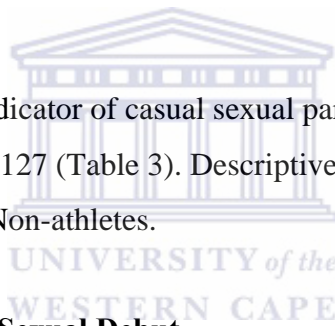 dicator of casual sexual par
127 (Table 3). Descriptive
Non-athletes.
UNIVERSITY of the
WESTERN CAPE
Sexual Debut